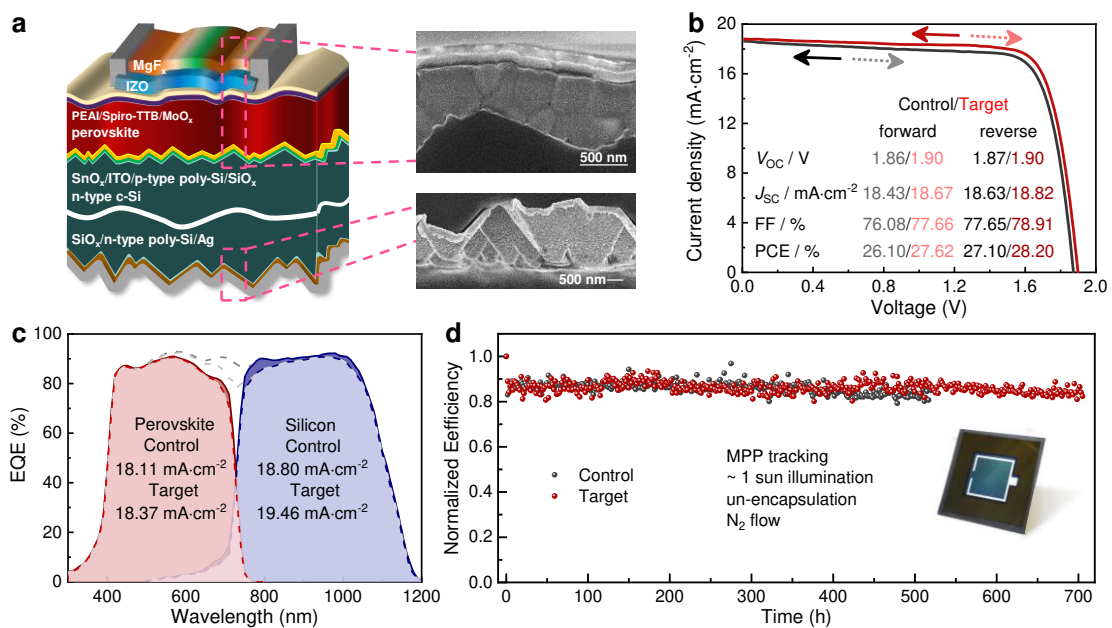 a
MgFx
IZO
PEAI/Spiro-TTB/MoOx
perovskite
SnOx/ITO/p-type poly-Si/SiOx
n-type c-Si
SiOx/n-type poly-Si/Ag
500 nm
500 nm
b
Current density (mA·cm-2)
20
16
12
8
4
0
Control/Target
forward reverse
VOC / V 1.86/1.90 1.87/1.90
JSC / mA·cm-2 18.43/18.67 18.63/18.82
FF / % 76.08/77.66 77.65/78.91
PCE / % 26.10/27.62 27.10/28.20
0.0 0.4 0.8 1.2 1.6 2.0
Voltage (V)
c
EQE (%)
100
80
60
40
20
0
Perovskite
Control
18.11 mA·cm-2
Target
18.37 mA·cm-2
Silicon
Control
18.80 mA·cm-2
Target
19.46 mA·cm-2
400 600 800 1000 1200
Wavelength (nm)
d
Normalized Eefficiency
1.0
0.8
0.6
0.4
0.2
0.0
Control
Target
MPP tracking
~ 1 sun illumination
un-encapsulation
N2 flow
0 100 200 300 400 500 600 700
Time (h)